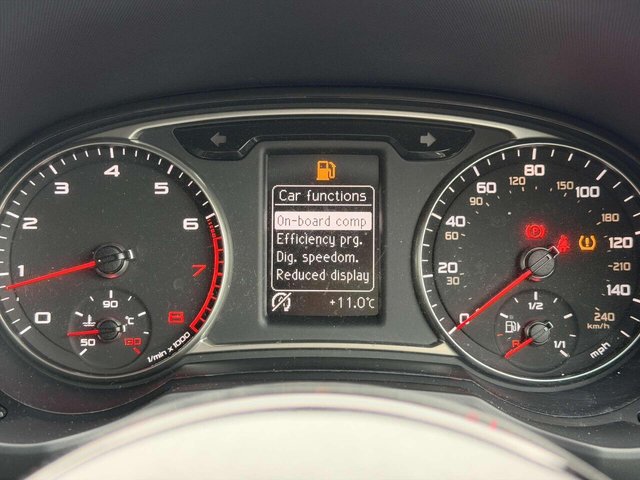 0
1
2
3
4
5
6
7
1/min x 1000
50
90
130
°C
Car functions
On-board comp
Efficiency prg.
Dig. speedom.
Reduced display
+11.0°C
0
20
40
60
80
100
120
140
30
60
90
120
150
180
210
240
km/h
mph
R
1/2
1/1
(P)